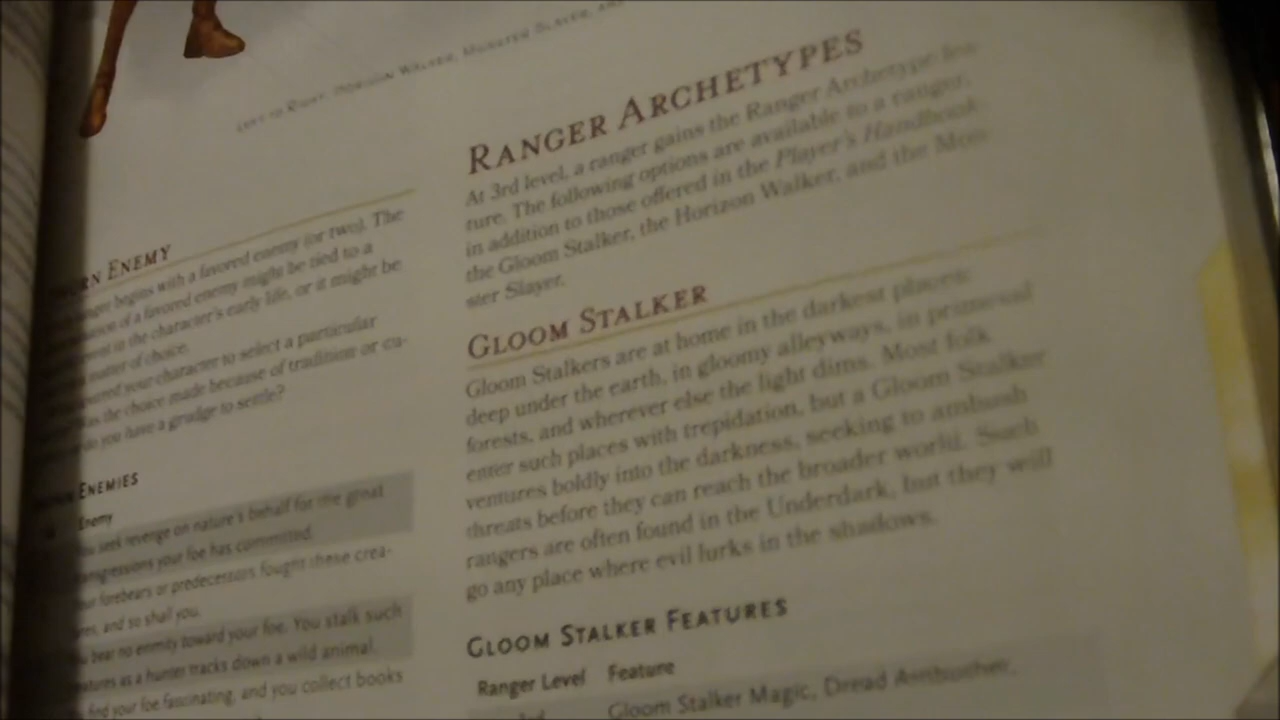 Left to Right, Horizon Walker, Monster Slayer, and
Enemy
begins with a favored enemy (or two). The
of a favored enemy might be tied to a
in the character's early life, or it might be
matter of choice.
your character to select a particular
the choice made because of tradition or cu-
do you have a grudge to settle?
Enemies
Enemy
seek revenge on nature's behalf for the great
your foe has committed.
forebears or predecessors fought these crea-
and so shall you.
bear no enmity toward your foe. You stalk such
as a hunter tracks down a wild animal.
find your foe fascinating, and you collect books
Ranger Archetypes
At 3rd level, a ranger gains the Ranger Archetype fea-
ture. The following options are available to a ranger,
in addition to those offered in the Player's Handbook:
the Gloom Stalker, the Horizon Walker, and the Mon-
ster Slayer.
Gloom Stalker
Gloom Stalkers are at home in the darkest places:
deep under the earth, in gloomy alleyways, in primeval
forests, and wherever else the light dims. Most folk
enter such places with trepidation, but a Gloom Stalker
ventures boldly into the darkness, seeking to ambush
threats before they can reach the broader world. Such
rangers are often found in the Underdark, but they will
go any place where evil lurks in the shadows.
Gloom Stalker Features
Ranger Level Feature
Gloom Stalker Magic, Dread Ambusher,